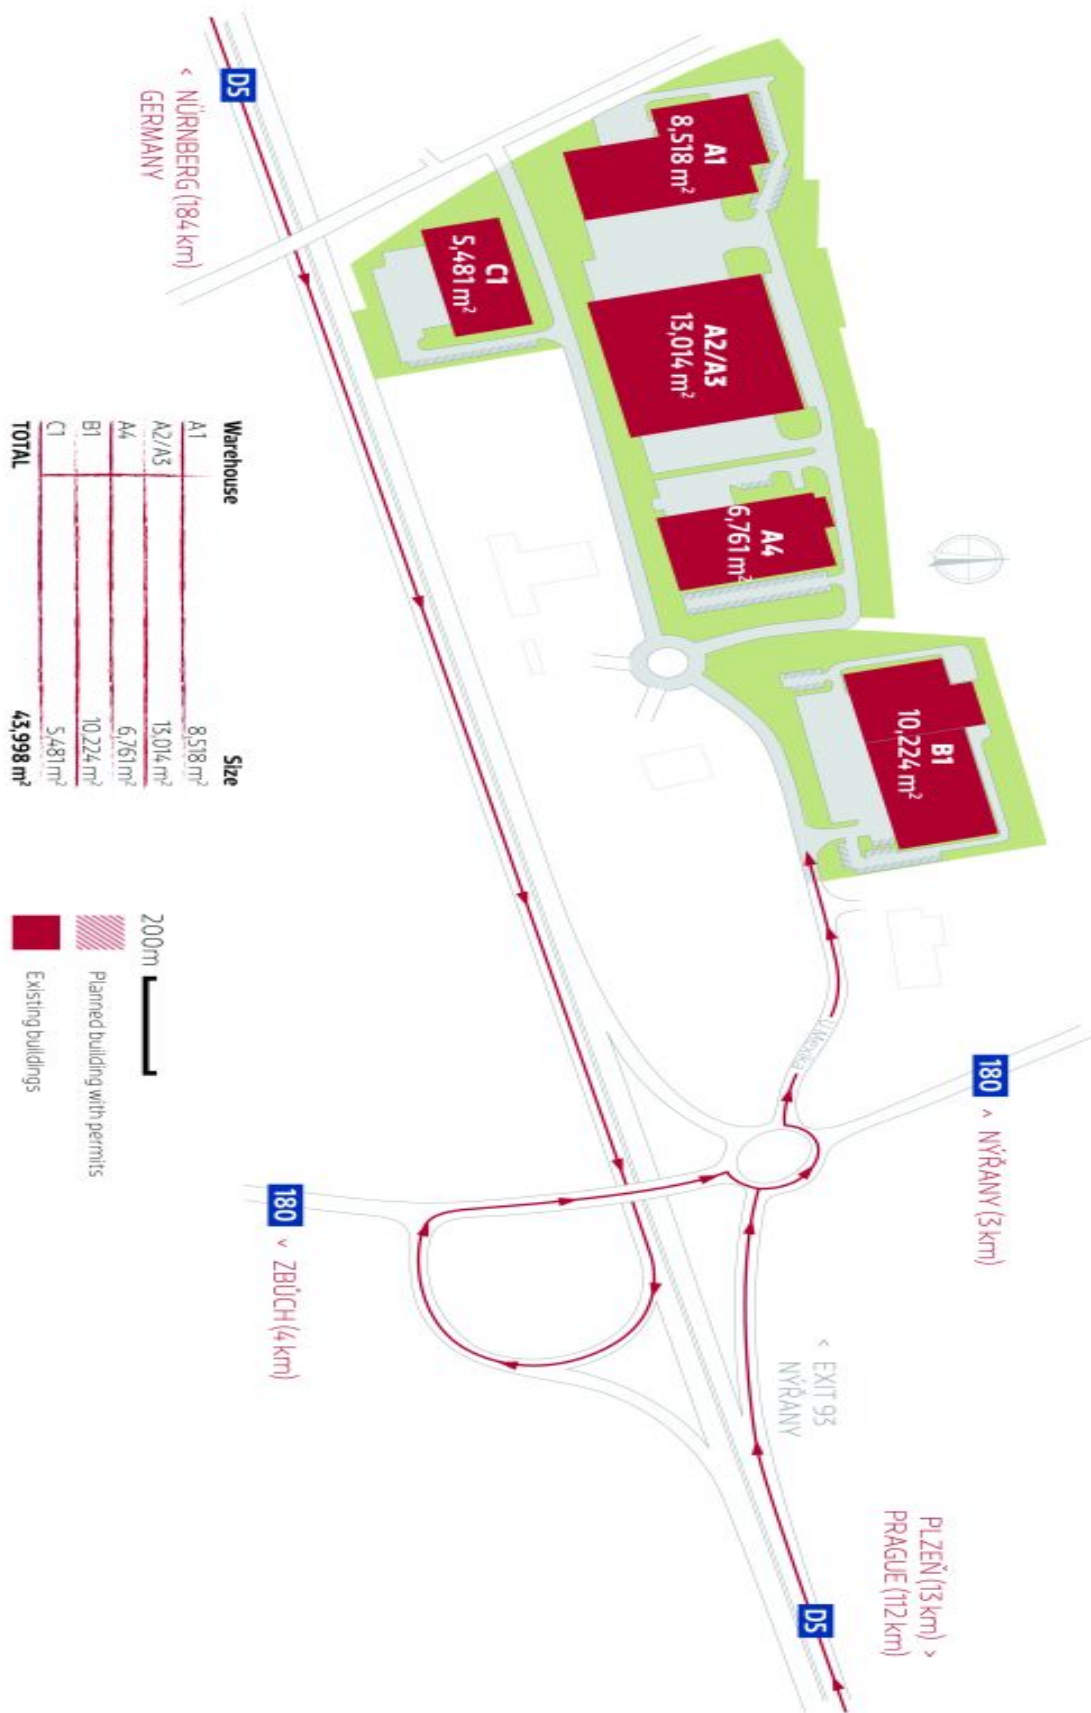 D5
< NÜRNBERG (184 km)
GERMANY
A1
8,518 m²
C1
5,481 m²
A2/A3
13,014 m²
A4
6,761 m²
B1
10,224 m²
V Mexiku
180
^ NÝŘANY (3 km)
180
˅ ZBŮCH (4 km)
< EXIT 93
NÝŘANY
PLZEŇ (13 km) >
PRAGUE (112 km)
D5
Warehouse Size
A1 8,518 m²
A2/A3 13,014 m²
A4 6,761 m²
B1 10,224 m²
C1 5,481 m²
TOTAL 43,998 m²
200m
Planned building with permits
Existing buildings